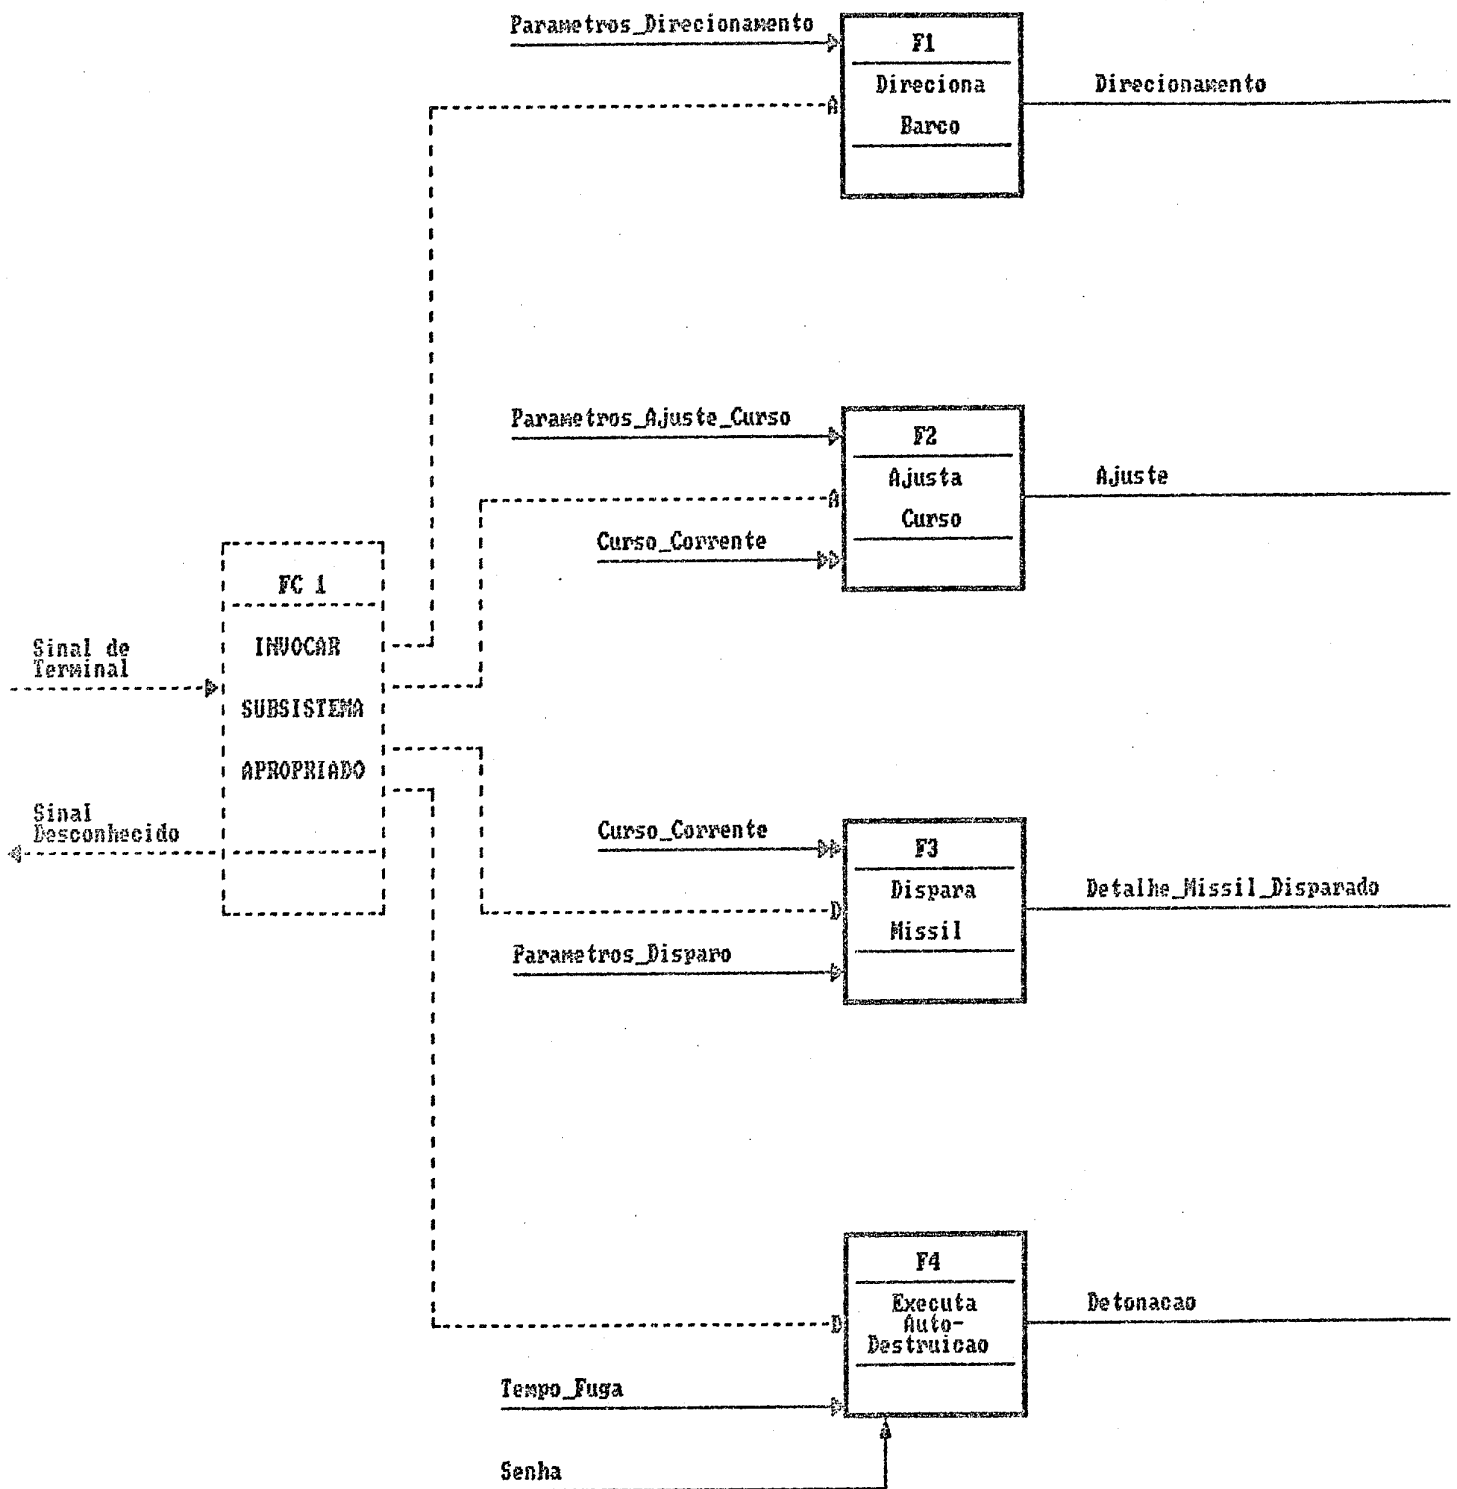 Parametros_Direcionamento
F1
Direciona
Barco
Direcionamento
A
Parametros_Ajuste_Curso
F2
Ajusta
Curso
Ajuste
A
Curso_Corrente
FC 1
INVOCAR
SUBSISTEMA
APROPRIADO
Sinal de
Terminal
Sinal
Desconhecido
Curso_Corrente
F3
Dispara
Missil
Detalhe_Missil_Disparado
D
Parametros_Disparo
F4
Executa
Auto-
Destruicao
Detonacao
D
Tempo_Fuga
Senha